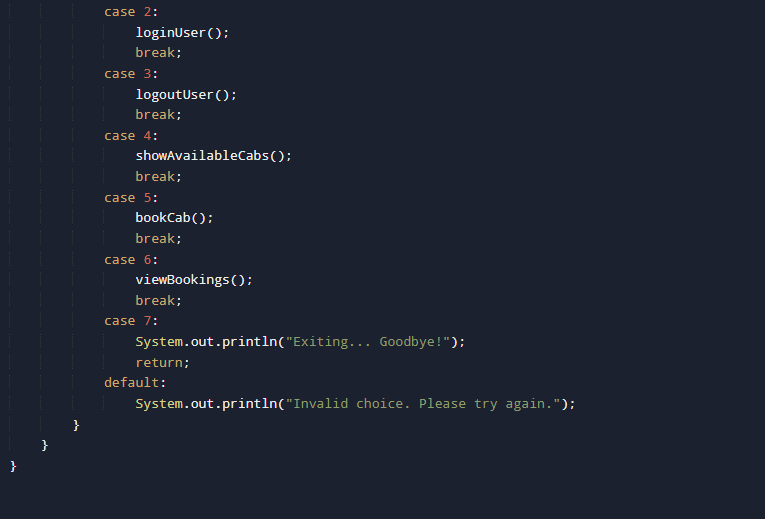 case 2:
loginUser();
break;
case 3:
logoutUser();
break;
case 4:
showAvailableCabs();
break;
case 5:
bookCab();
break;
case 6:
viewBookings();
break;
case 7:
System.out.println("Exiting... Goodbye!");
return;
default:
System.out.println("Invalid choice. Please try again.");
}
}
}